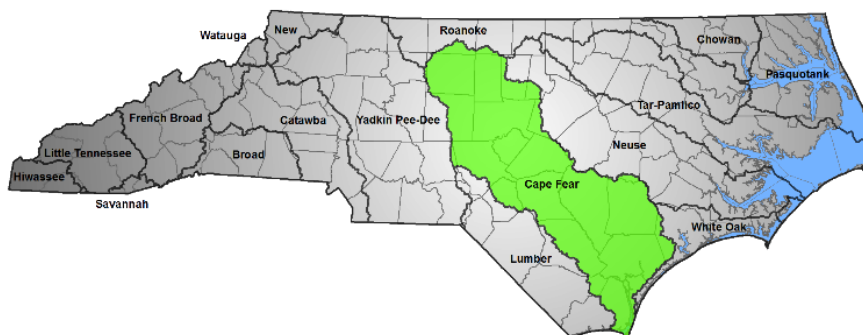 Roanoke
New
Watauga
Chowan
Pasquotank
Tar-Pamlico
French Broad
Catawba
Yadkin Pee-Dee
Neuse
Little Tennessee
Broad
Hiwassee
Cape Fear
Savannah
White Oak
Lumber